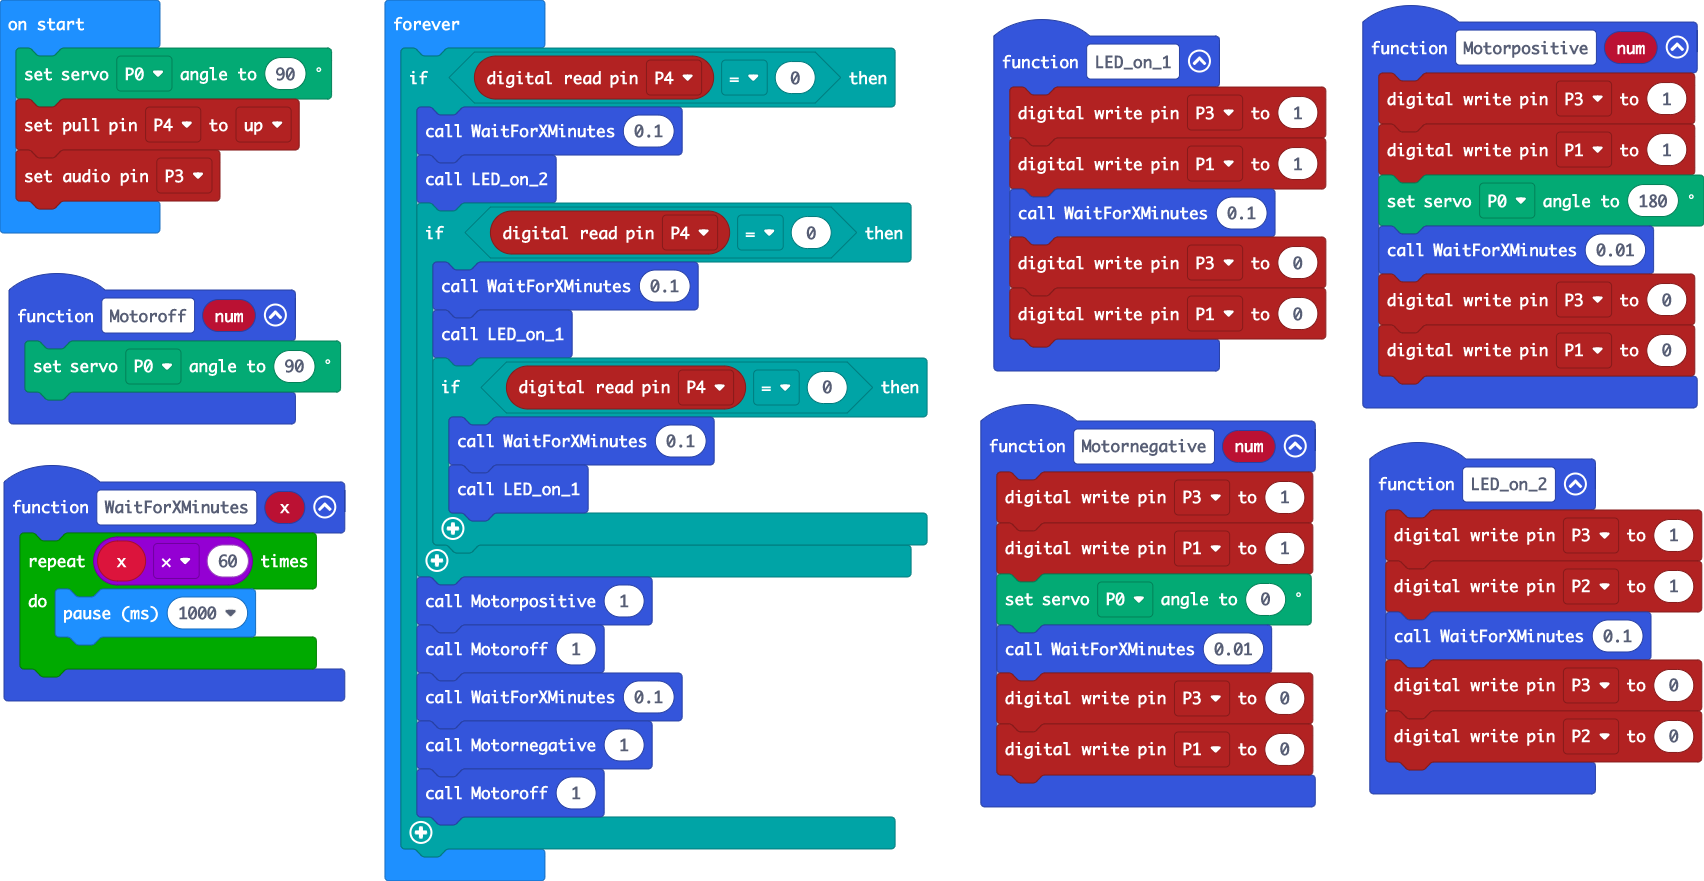 on start
set servo P0 angle to 90 °
set pull pin P4 to up
set audio pin P3
function Motoroff num
set servo P0 angle to 90 °
function WaitForXMinutes x
repeat x × 60 times
do pause (ms) 1000
forever
if digital read pin P4 = 0 then
call WaitForXMinutes 0.1
call LED_on_2
if digital read pin P4 = 0 then
call WaitForXMinutes 0.1
call LED_on_1
if digital read pin P4 = 0 then
call WaitForXMinutes 0.1
call LED_on_1
call Motorpositive 1
call Motoroff 1
call WaitForXMinutes 0.1
call Motornegative 1
call Motoroff 1
function LED_on_1
digital write pin P3 to 1
digital write pin P1 to 1
call WaitForXMinutes 0.1
digital write pin P3 to 0
digital write pin P1 to 0
function Motornegative num
digital write pin P3 to 1
digital write pin P1 to 1
set servo P0 angle to 0 °
call WaitForXMinutes 0.01
digital write pin P3 to 0
digital write pin P1 to 0
function Motorpositive num
digital write pin P3 to 1
digital write pin P1 to 1
set servo P0 angle to 180 °
call WaitForXMinutes 0.01
digital write pin P3 to 0
digital write pin P1 to 0
function LED_on_2
digital write pin P3 to 1
digital write pin P2 to 1
call WaitForXMinutes 0.1
digital write pin P3 to 0
digital write pin P2 to 0